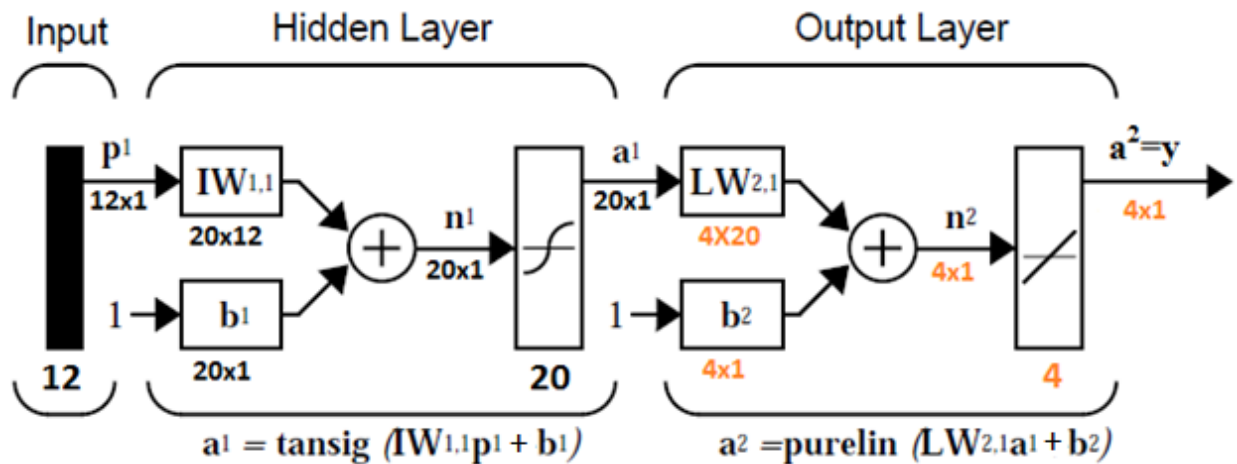 Input Hidden Layer Output Layer
p1 a1 a²=y
IW1,1 LW2,1
12x1 20x1 4x1
20x12 n1 4X20 n2
20x1 4x1
1 b1 1 b2
20x1 4x1
12 20 4
a1 = tansig (IW1,1p1 + b1) a2 =purelin (LW2,1a1+b2)